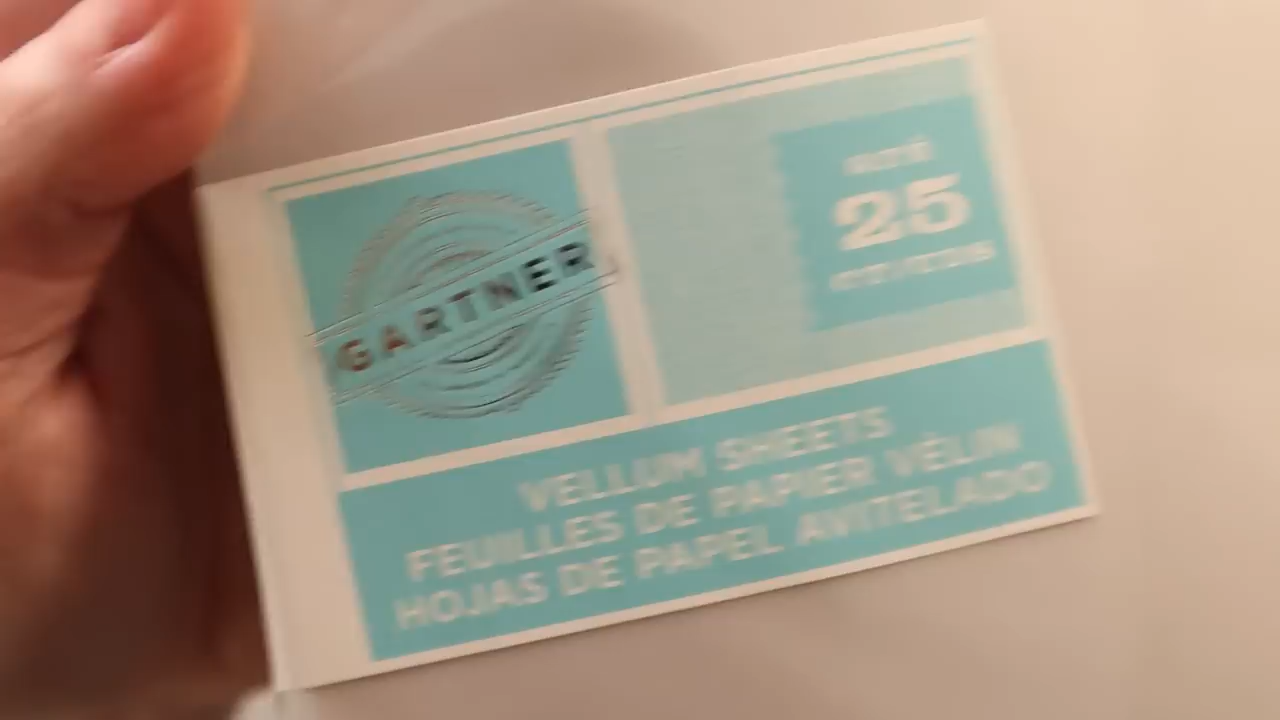 GARTNER
25
VELLUM SHEETS
FEUILLES DE PAPIER VÉLIN
HOJAS DE PAPEL AVITELADO